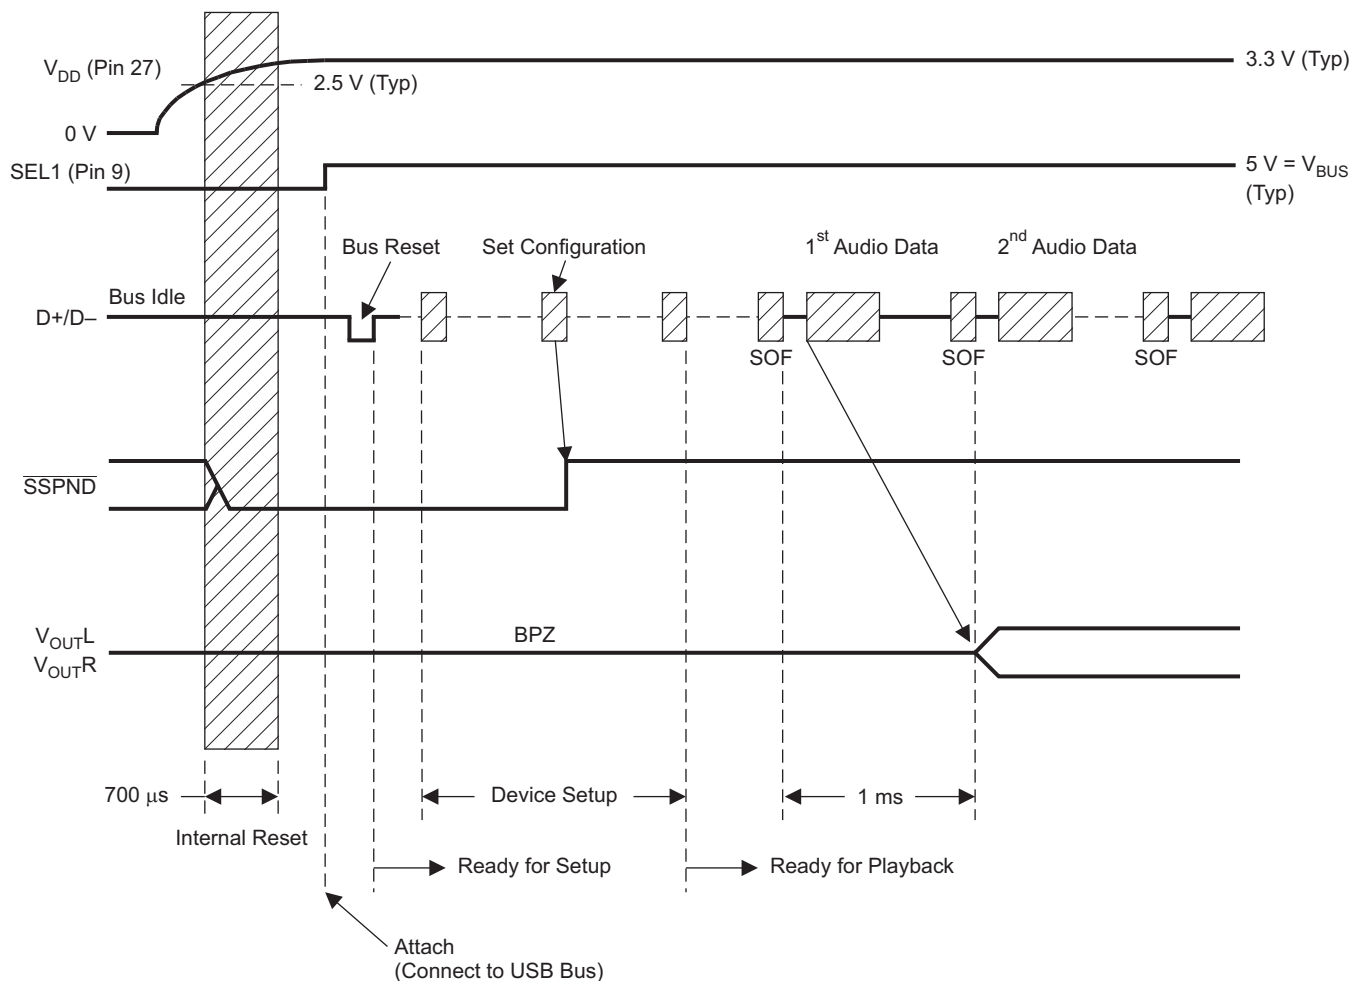 V_DD (Pin 27)
3.3 V (Typ)
2.5 V (Typ)
0 V
SEL1 (Pin 9)
5 V = V_BUS
(Typ)
Bus Reset
Set Configuration
1st Audio Data
2nd Audio Data
Bus Idle
D+/D–
SOF
SOF
SOF
SSPND
V_OUTL
V_OUTR
BPZ
700 μs
Device Setup
1 ms
Internal Reset
Ready for Setup
Ready for Playback
Attach
(Connect to USB Bus)